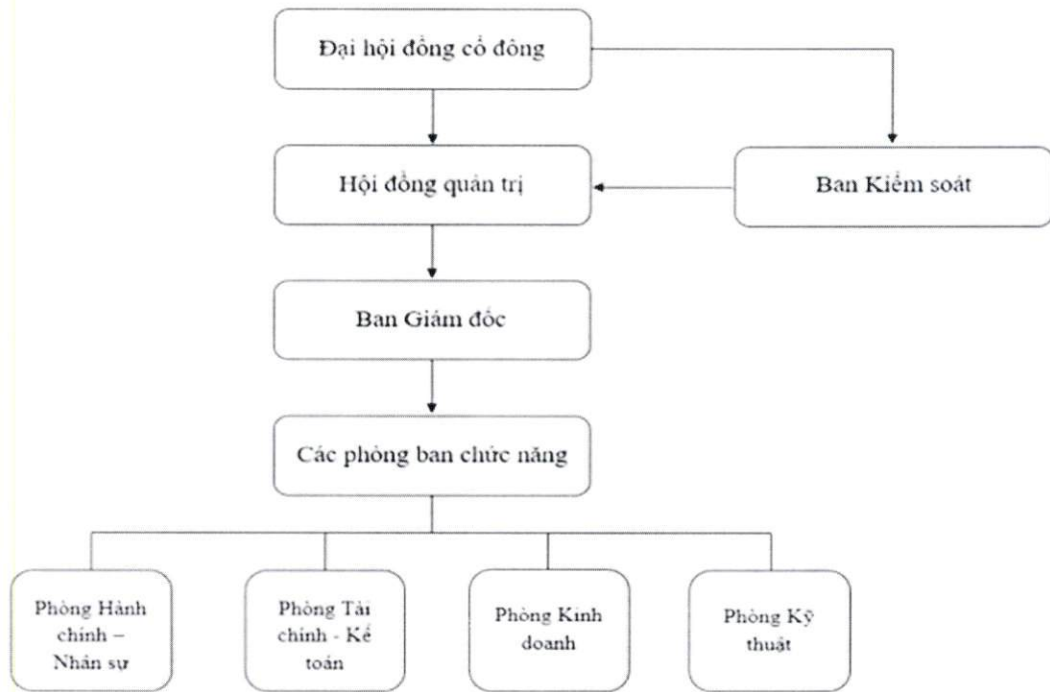 Đại hội đồng cổ đông
Hội đồng quản trị
Ban Kiểm soát
Ban Giám đốc
Các phòng ban chức năng
Phòng Hành
chính –
Nhân sự
Phòng Tài
chính - Kế
toán
Phòng Kinh
doanh
Phòng Kỹ
thuật